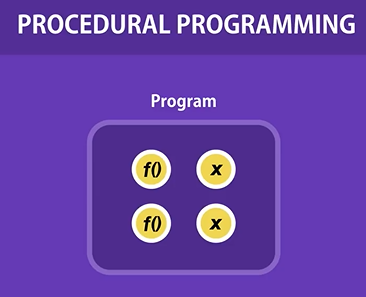 PROCEDURAL PROGRAMMING
Program
f() x
f() x